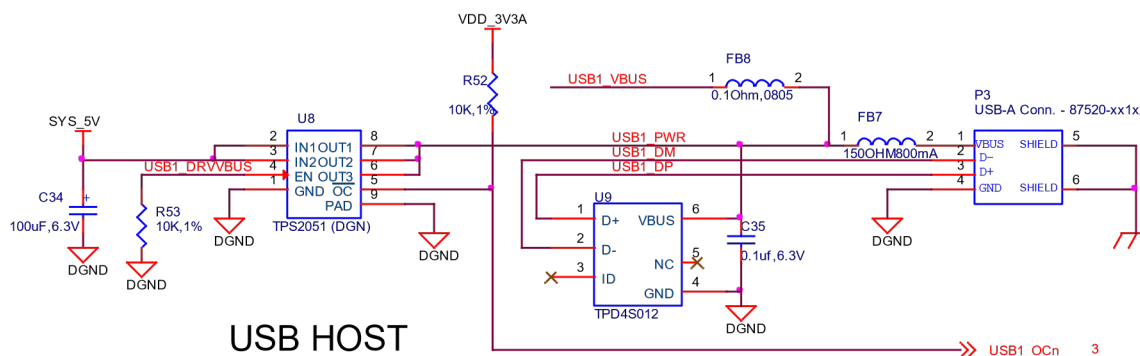 VDD_3V3A
R52
10K,1%
USB1_VBUS
FB8
1 2
0.1Ohm,0805
P3
USB-A Conn. - 87520-xx1x
FB7
1 2
150OHM800mA
1 VBUS SHIELD 5
2 D-
3 D+
4 GND SHIELD 6
DGND
SYS_5V
U8
2 IN1 OUT1 8
3 IN2 OUT2 7
4 EN OUT3 6
1 GND OC 5
PAD 9
TPS2051 (DGN)
USB1_DRVVBUS
C34
+
100uF,6.3V
DGND
R53
10K,1%
DGND
DGND
DGND
USB1_PWR
USB1_DM
USB1_DP
U9
1 D+ VBUS 6
2 D-
3 ID NC 5
GND 4
TPD4S012
C35
0.1uf,6.3V
DGND
USB HOST
USB1_OCn 3